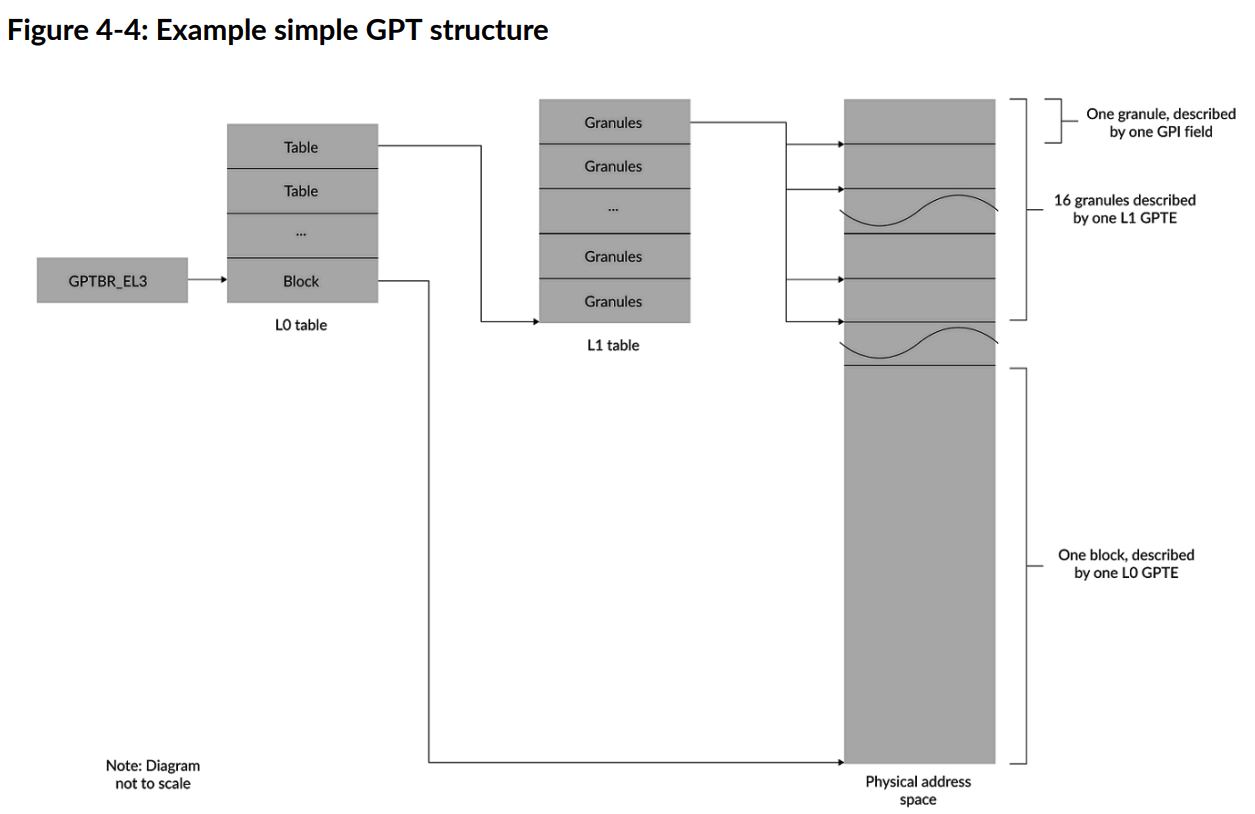 Figure 4-4: Example simple GPT structure
GPTBR_EL3
Table
Table
...
Block
L0 table
Granules
Granules
...
Granules
Granules
L1 table
One granule, described
by one GPI field
16 granules described
by one L1 GPTE
One block, described
by one L0 GPTE
Note: Diagram
not to scale
Physical address
space